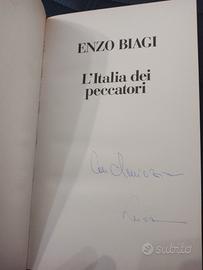 ENZO BIAGI
L'Italia dei
peccatori
subito